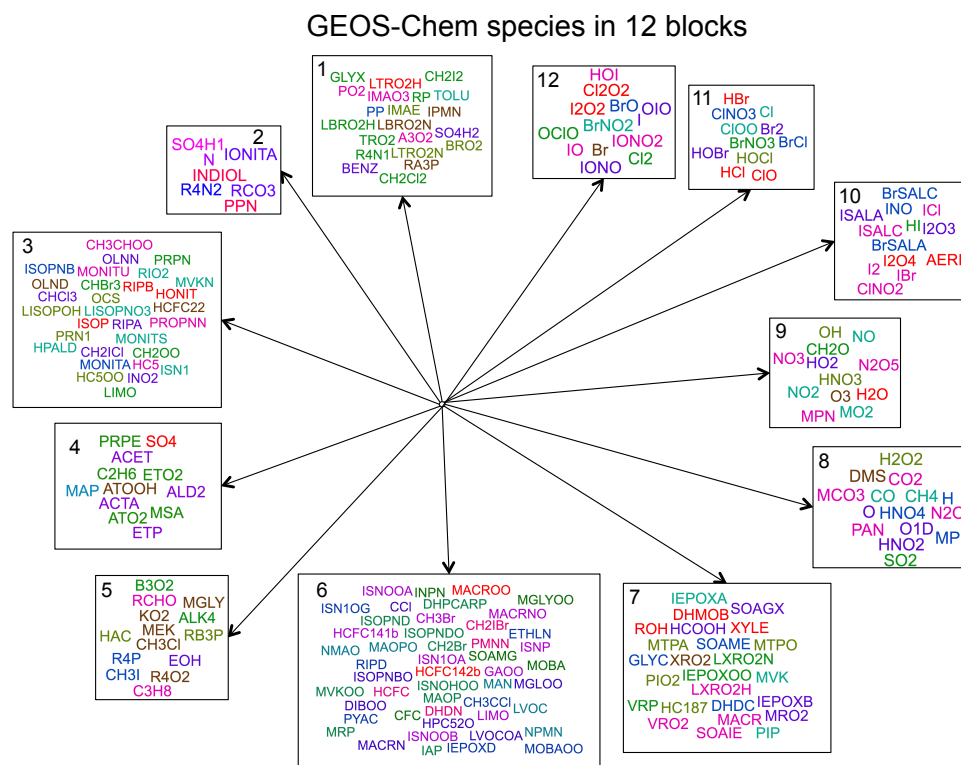 GEOS-Chem species in 12 blocks
1
GLYX LTRO2H CH2I2
PO2 IMAO3 RP TOLU
PP IMAE IPMN
LBRO2H LBRO2N
TRO2 A3O2 SO4H2
R4N1 LTRO2N BRO2
BENZ RA3P
CH2Cl2
2
SO4H1
N IONITA
INDIOL
R4N2 RCO3
PPN
3
CH3CHOO
OLNN PRPN
ISOPNB MONITU RIO2
OLND CHBr3 RIPB MVKN
CHCl3 OCS HONIT
LISOPOH LISOPNO3 HCFC22
ISOP RIPA PROPNN
PRN1 MONITS
HPALD CH2ICl CH2OO
MONITA HC5 ISN1
HC5OO INO2
LIMO
4
PRPE SO4
ACET
C2H6 ETO2
MAP ATOOH ALD2
ACTA
ATO2 MSA
ETP
5
B3O2
RCHO MGLY
KO2 ALK4
HAC MEK RB3P
CH3Cl
R4P EOH
CH3I R4O2
C3H8
6
ISNOOA INPN MACROO
ISN1OG CCl DHPCARP MGLYOO
ISOPND CH3Br MACRNO
HCFC141b ISOPNDO CH2IBr ETHLN
NMAO MAOPO CH2Br PMNN ISNP
RIPD ISN1OA SOAMG MOBA
ISOPNBO HCFC142b GAOO
MVKOO HCFC ISNOHOO MAN MGLOO
DIBOO MAOP CH3CCl LVOC
PYAC CFC DHDN LIMO
MRP HPC52O LVOCOA NPMN
MACRN ISNOOB IEPOXD MOBAOO
IAP
7
IEPOXA
DHMOB SOAGX
ROH HCOOH XYLE
MTPA SOAME MTPO
GLYC XRO2 LXRO2N
PIO2 IEPOXOO MVK
LXRO2H
VRP HC187 DHDC IEPOXB
VRO2 MACR MRO2
SOAIE PIP
8
H2O2
DMS CO2
MCO3 CO CH4 H
O HNO4 N2O
PAN O1D MP
HNO2
SO2
9
OH NO
CH2O
NO3 HO2 N2O5
HNO3
NO2 O3 H2O
MPN MO2
10
BrSALC
ISALA INO ICl
ISALC HI I2O3
BrSALA
I2O4 AERI
I2 IBr
ClNO2
11
HBr
ClNO3 Cl
ClOO Br2
BrNO3 BrCl
HOBr HOCl
HCl ClO
12
HOI
Cl2O2
I2O2 BrO OIO
BrNO2 I
OClO IONO2
IO Br Cl2
IONO